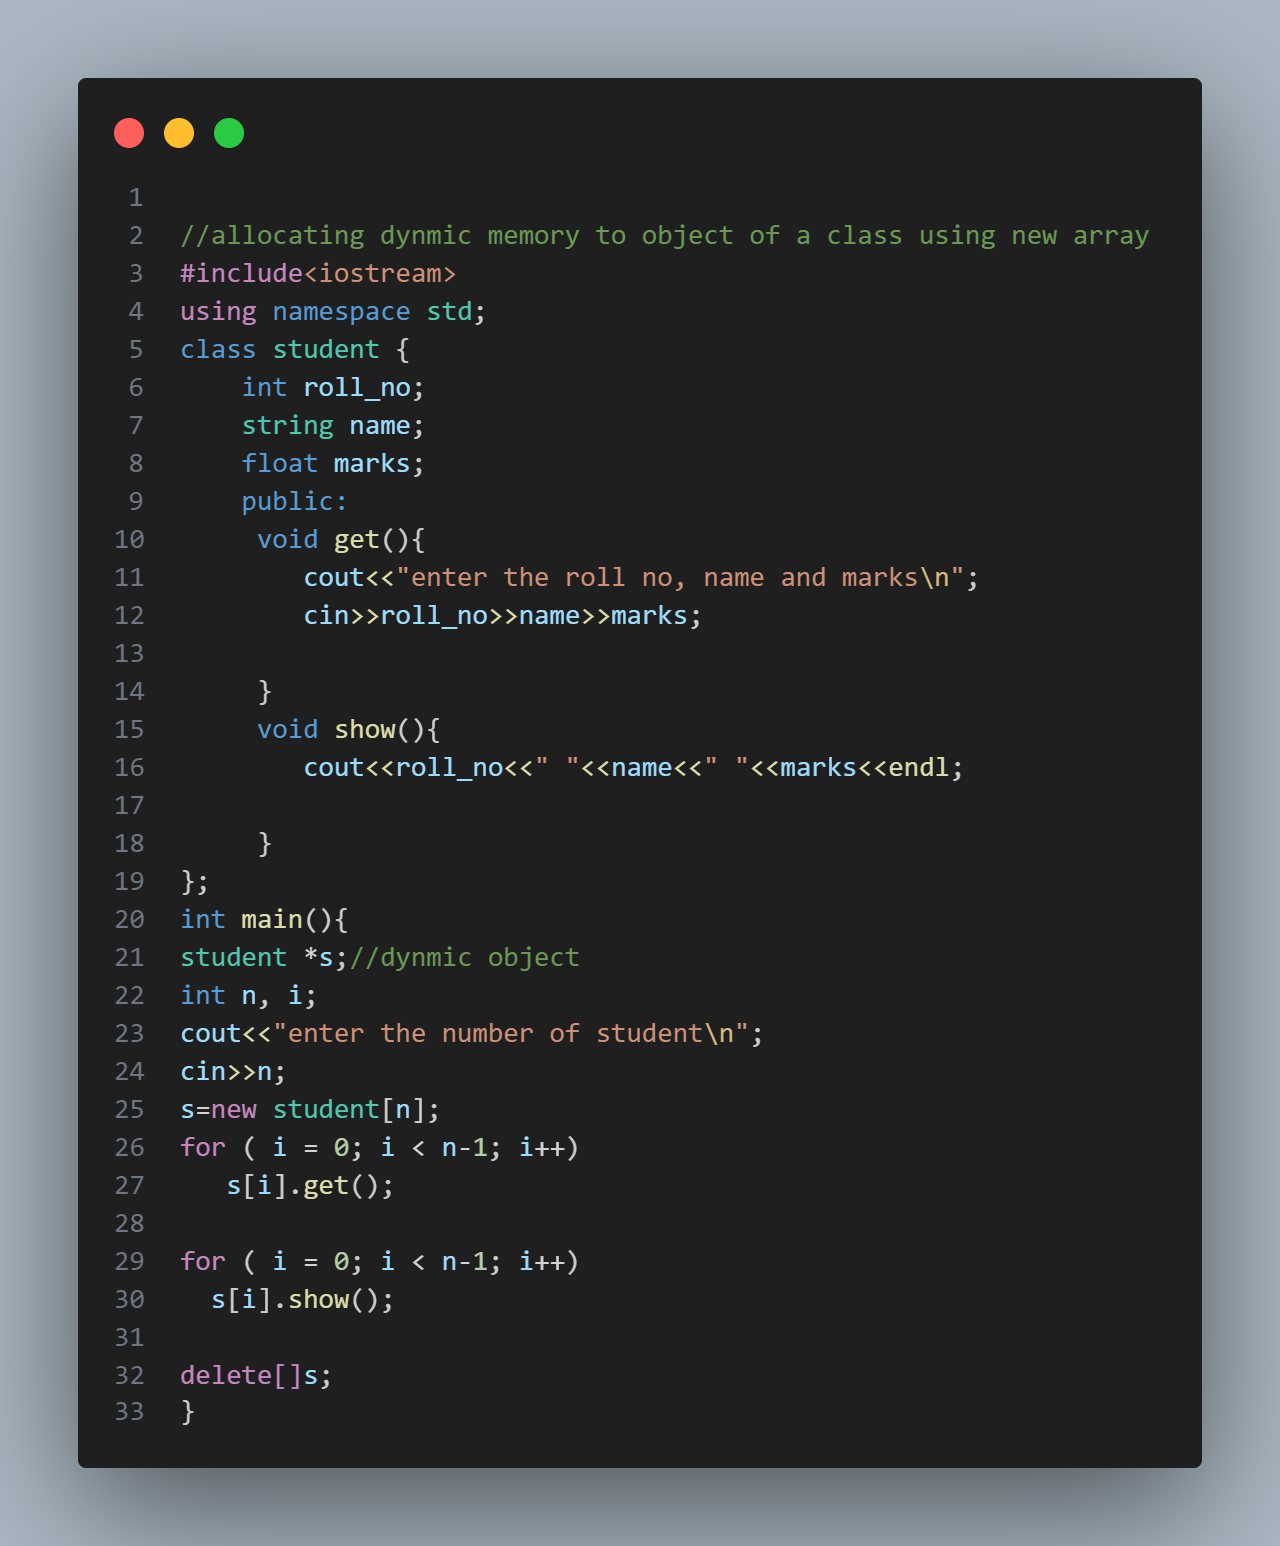 1
2 //allocating dynmic memory to object of a class using new array
3 #include<iostream>
4 using namespace std;
5 class student {
6     int roll_no;
7     string name;
8     float marks;
9     public:
10      void get(){
11         cout<<"enter the roll no, name and marks\n";
12         cin>>roll_no>>name>>marks;
13
14      }
15      void show(){
16         cout<<roll_no<<" "<<name<<" "<<marks<<endl;
17
18      }
19 };
20 int main(){
21 student *s;//dynmic object
22 int n, i;
23 cout<<"enter the number of student\n";
24 cin>>n;
25 s=new student[n];
26 for ( i = 0; i < n-1; i++)
27    s[i].get();
28
29 for ( i = 0; i < n-1; i++)
30   s[i].show();
31
32 delete[]s;
33 }